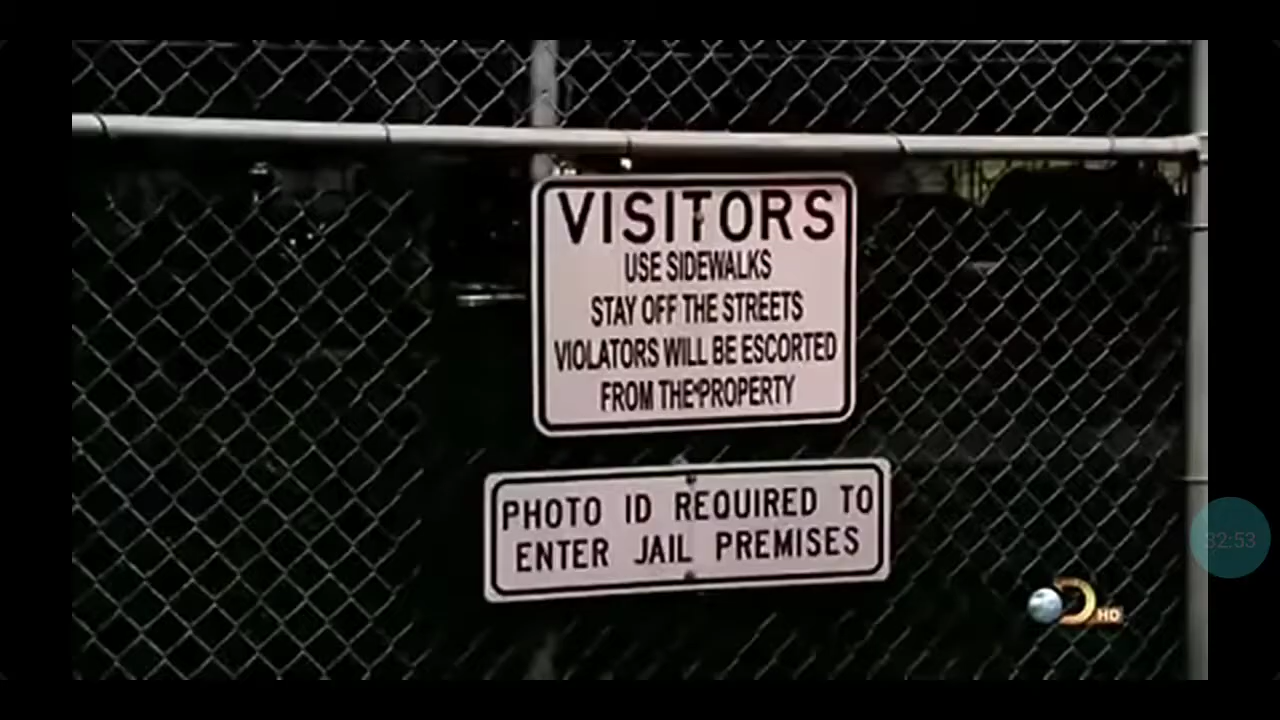 VISITORS
USE SIDEWALKS
STAY OFF THE STREETS
VIOLATORS WILL BE ESCORTED
FROM THE PROPERTY
PHOTO ID REQUIRED TO
ENTER JAIL PREMISES
32:53
HD